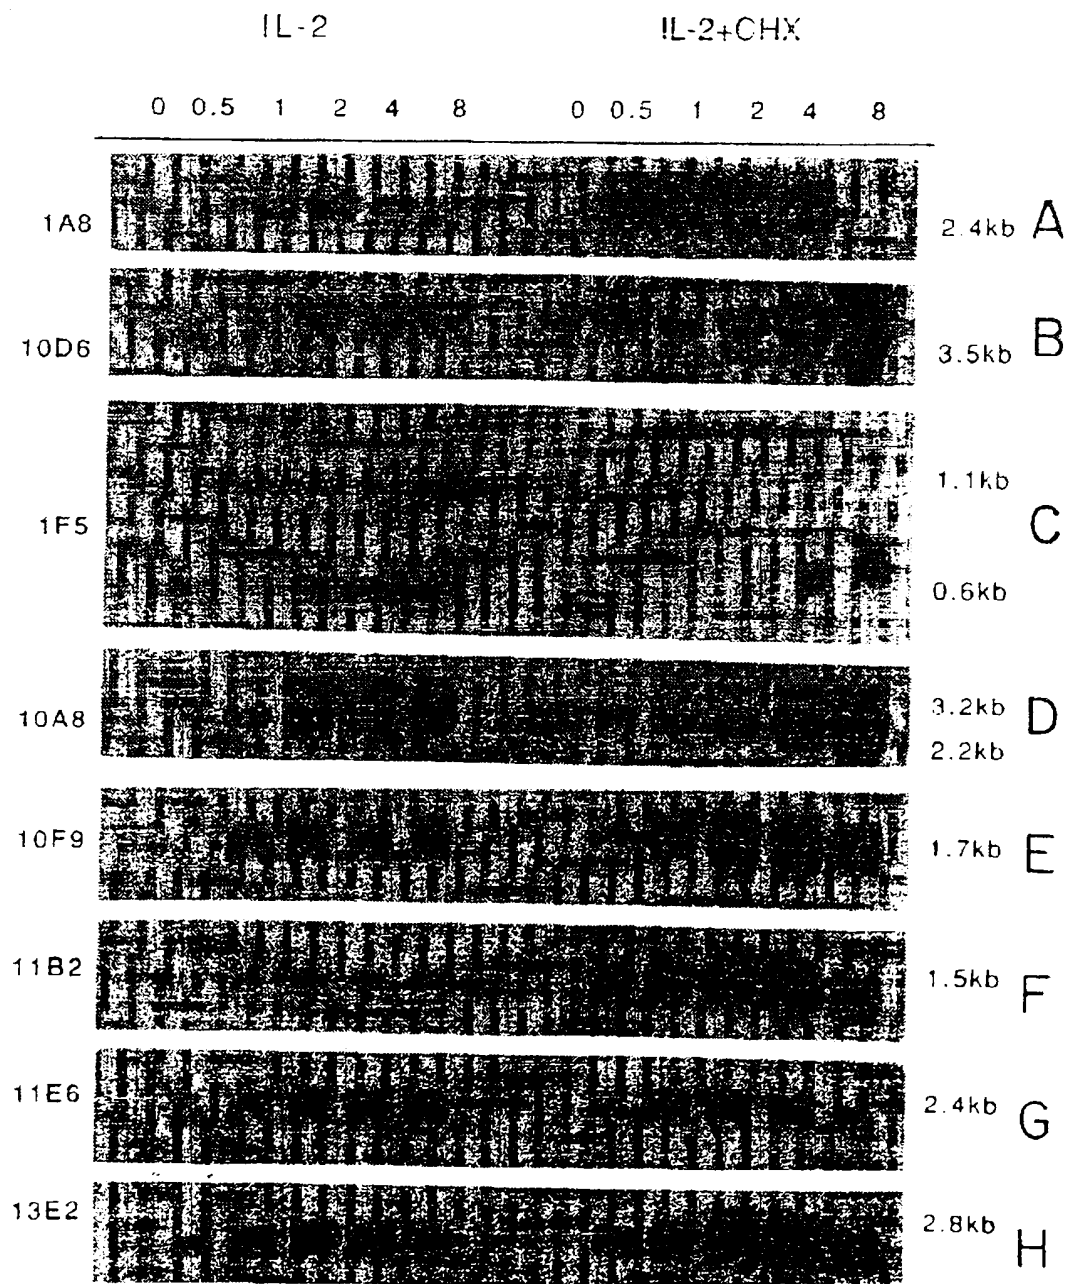 IL-2 IL-2+CHX
0 0.5 1 2 4 8 0 0.5 1 2 4 8
1A8 2.4kb A
10D6 3.5kb B
1.1kb
1F5 C
0.6kb
3.2kb
10A8 D
2.2kb
10F9 1.7kb E
11B2 1.5kb F
11E6 2.4kb G
13E2 2.8kb H